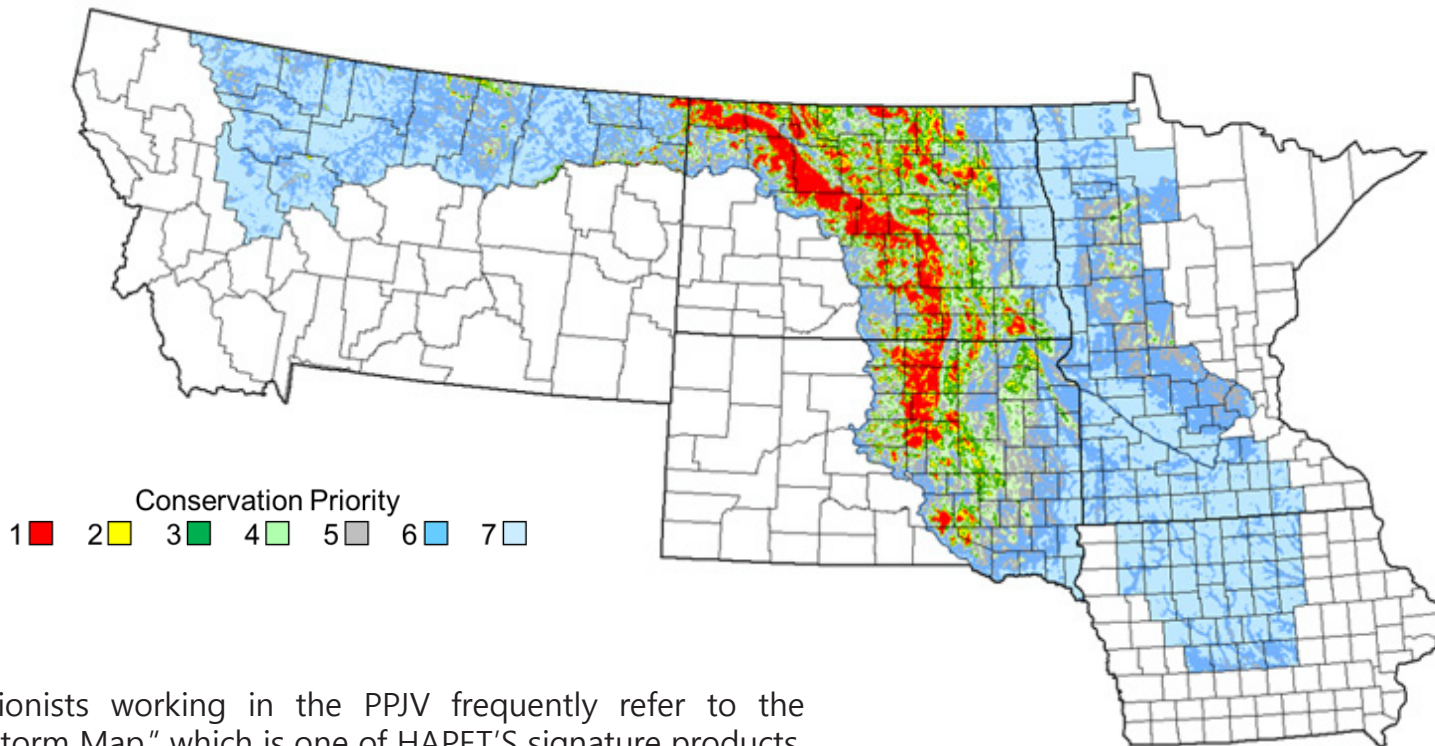 Conservation Priority
1 2 3 4 5 6 7
ionists working in the PPJV frequently refer to the
torm Map," which is one of HAPET'S signature products